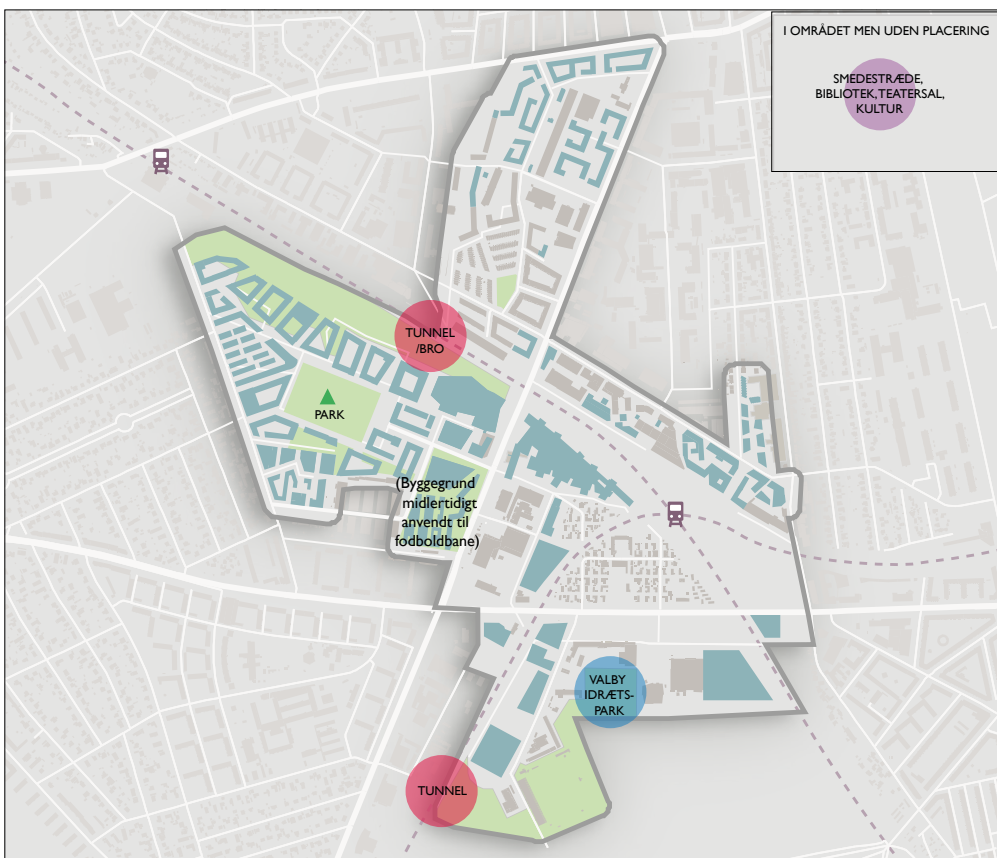 I OMRÅDET MEN UDEN PLACERING
SMEDESTRÆDE,
BIBLIOTEK, TEATERSAL,
KULTUR
TUNNEL
/BRO
PARK
(Byggegrund
midlertidigt
anvendt til
fodboldbane)
VALBY
IDRÆTS-
PARK
TUNNEL